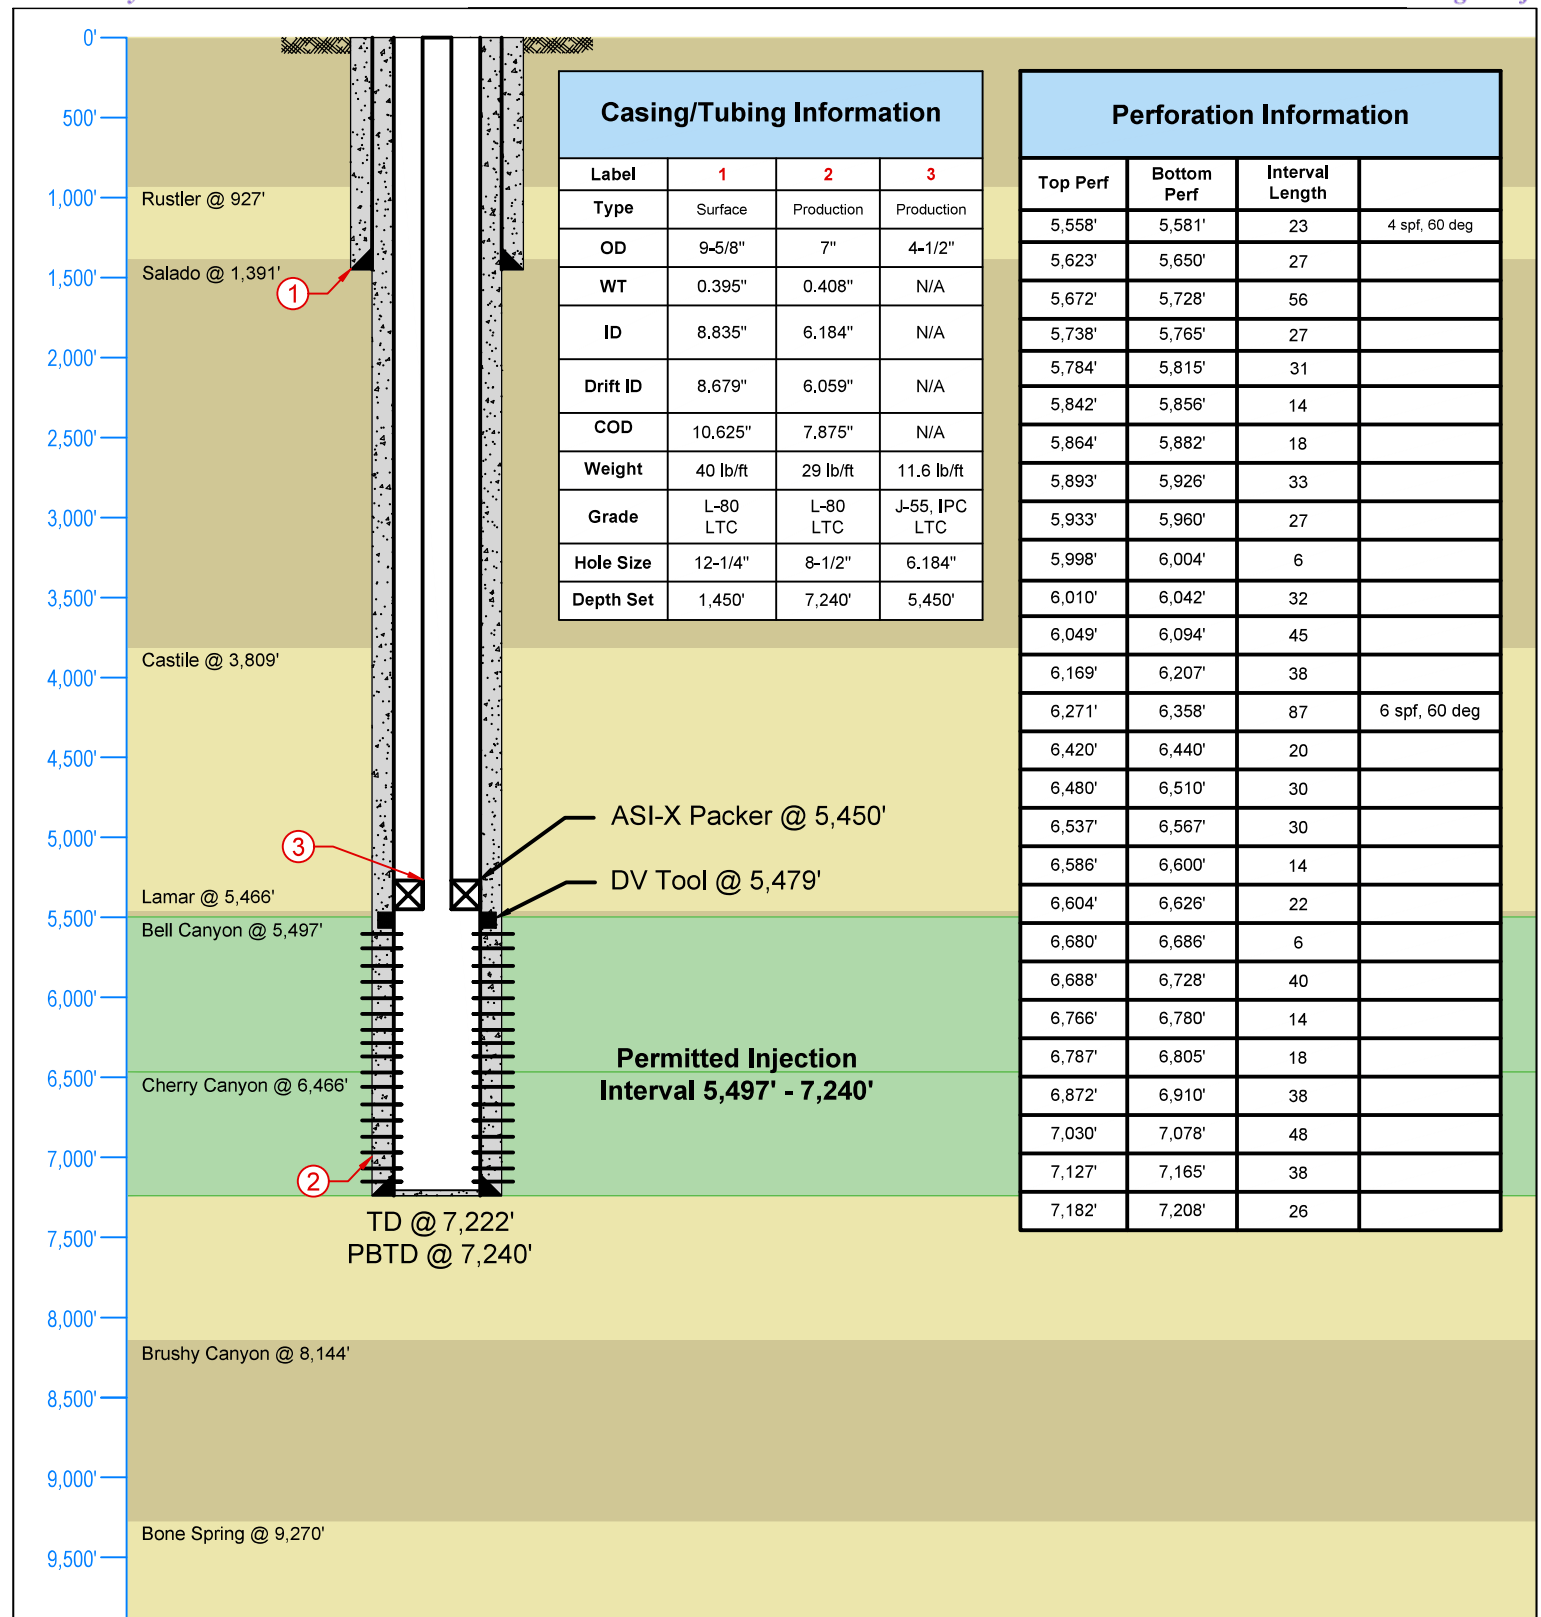 0'
500'
1,000'
1,500'
2,000'
2,500'
3,000'
3,500'
4,000'
4,500'
5,000'
5,500'
6,000'
6,500'
7,000'
7,500'
8,000'
8,500'
9,000'
9,500'
Rustler @ 927'
Salado @ 1,391'
Castile @ 3,809'
Lamar @ 5,466'
Bell Canyon @ 5,497'
Cherry Canyon @ 6,466'
Brushy Canyon @ 8,144'
Bone Spring @ 9,270'
1
3
2
ASI-X Packer @ 5,450'
DV Tool @ 5,479'
Permitted Injection
Interval 5,497' - 7,240'
TD @ 7,222'
PBTD @ 7,240'
Casing/Tubing Information
Label 1 2 3
Type Surface Production Production
OD 9-5/8" 7" 4-1/2"
WT 0.395" 0.408" N/A
ID 8.835" 6.184" N/A
Drift ID 8.679" 6.059" N/A
COD 10.625" 7.875" N/A
Weight 40 lb/ft 29 lb/ft 11.6 lb/ft
Grade L-80 L-80 J-55, IPC
LTC LTC LTC
Hole Size 12-1/4" 8-1/2" 6.184"
Depth Set 1,450' 7,240' 5,450'
Perforation Information
Top Perf Bottom Interval
Perf Length
5,558' 5,581' 23 4 spf, 60 deg
5,623' 5,650' 27
5,672' 5,728' 56
5,738' 5,765' 27
5,784' 5,815' 31
5,842' 5,856' 14
5,864' 5,882' 18
5,893' 5,926' 33
5,933' 5,960' 27
5,998' 6,004' 6
6,010' 6,042' 32
6,049' 6,094' 45
6,169' 6,207' 38
6,271' 6,358' 87 6 spf, 60 deg
6,420' 6,440' 20
6,480' 6,510' 30
6,537' 6,567' 30
6,586' 6,600' 14
6,604' 6,626' 22
6,680' 6,686' 6
6,688' 6,728' 40
6,766' 6,780' 14
6,787' 6,805' 18
6,872' 6,910' 38
7,030' 7,078' 48
7,127' 7,165' 38
7,182' 7,208' 26